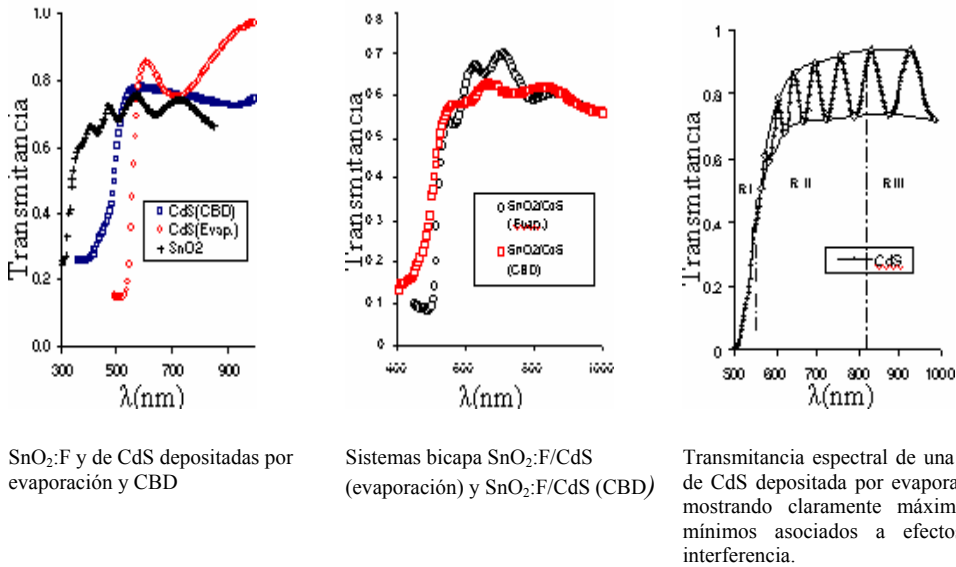 1.0
0.8
0.6
0.4
0.2
0.0
Transmitancia
CdS(CBD)
CdS(Evap.)
SnO2
300
500
700
900
λ(nm)
0.8
0.7
0.6
0.5
0.4
0.3
0.2
0.1
0
Transmitancia
SnO2/CdS
(Evap.)
SnO2/CdS
(CBD)
400
600
800
1000
λ(nm)
1
0.8
0.6
0.4
0.2
0
Transmitancia
R I
R II
RIII
CdS
500
600
700
800
900
1000
λ(nm)
SnO₂:F y de CdS depositadas por
evaporación y CBD
Sistemas bicapa SnO₂:F/CdS
(evaporación) y SnO₂:F/CdS (CBD)
Transmitancia espectral de una
de CdS depositada por evapora
mostrando claramente máxim
mínimos asociados a efecto
interferencia.